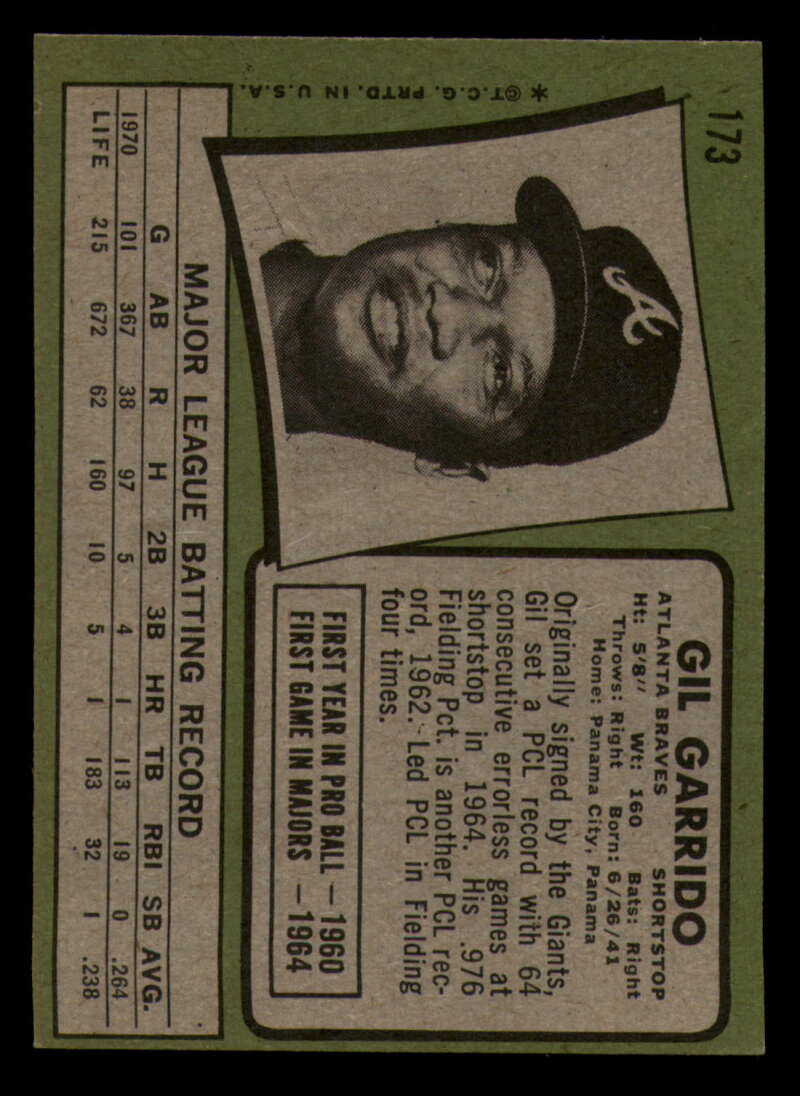 173
A
* ©T.C.G. PRTD. IN U.S.A.
GIL GARRIDO
ATLANTA BRAVES SHORTSTOP
Ht: 5'8" Wt: 160 Bats: Right
Throws: Right Born: 6/26/41
Home: Panama City, Panama
Originally signed by the Giants,
Gil set a PCL record with 64
consecutive errorless games at
shortstop in 1964. His .976
Fielding Pct. is another PCL rec-
ord, 1962. Led PCL in Fielding
four times.
FIRST YEAR IN PRO BALL — 1960
FIRST GAME IN MAJORS — 1964
MAJOR LEAGUE BATTING RECORD
G AB R H 2B 3B HR TB RBI SB AVG.
1970 101 367 38 97 5 4 1 113 19 0 .264
LIFE 215 672 62 160 10 5 1 183 32 1 .238